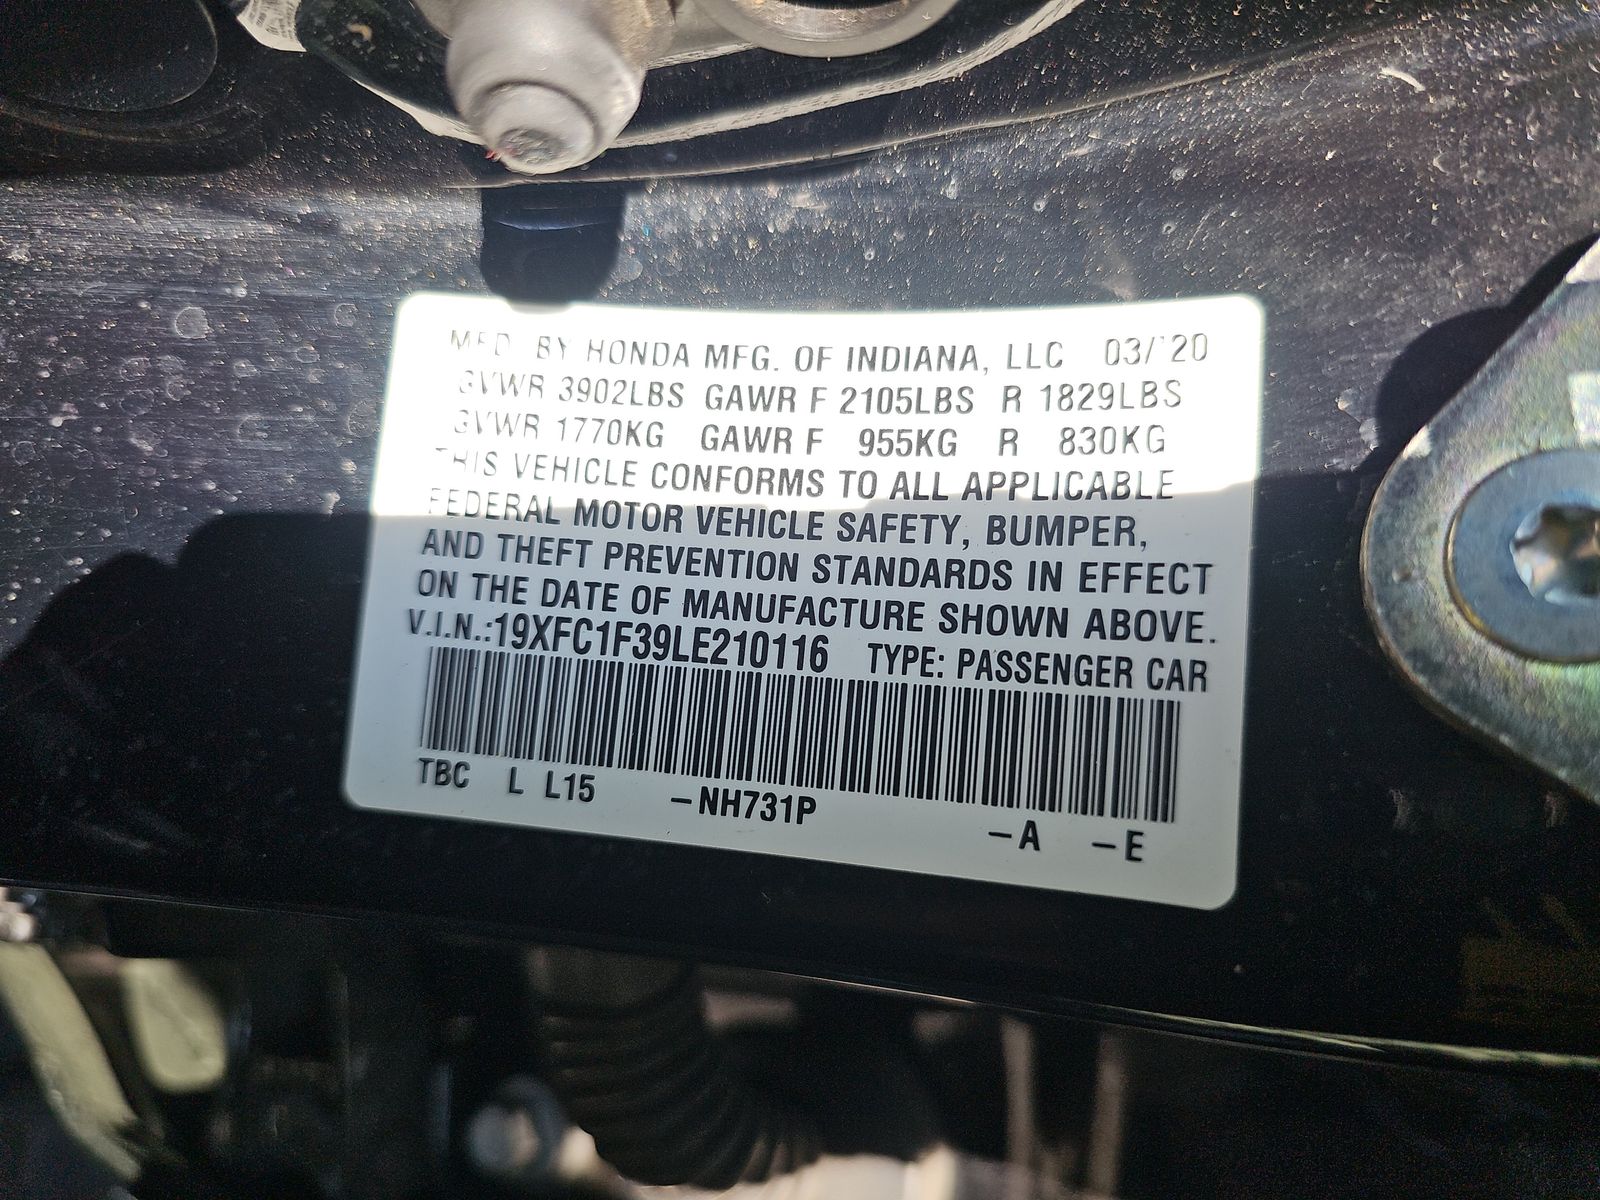 MFD. BY HONDA MFG. OF INDIANA, LLC 03/20
GVWR 3902LBS GAWR F 2105LBS R 1829LBS
GVWR 1770KG GAWR F 955KG R 830KG
THIS VEHICLE CONFORMS TO ALL APPLICABLE
FEDERAL MOTOR VEHICLE SAFETY, BUMPER,
AND THEFT PREVENTION STANDARDS IN EFFECT
ON THE DATE OF MANUFACTURE SHOWN ABOVE.
V.I.N.:19XFC1F39LE210116 TYPE: PASSENGER CAR
TBC L L15 –NH731P –A –E